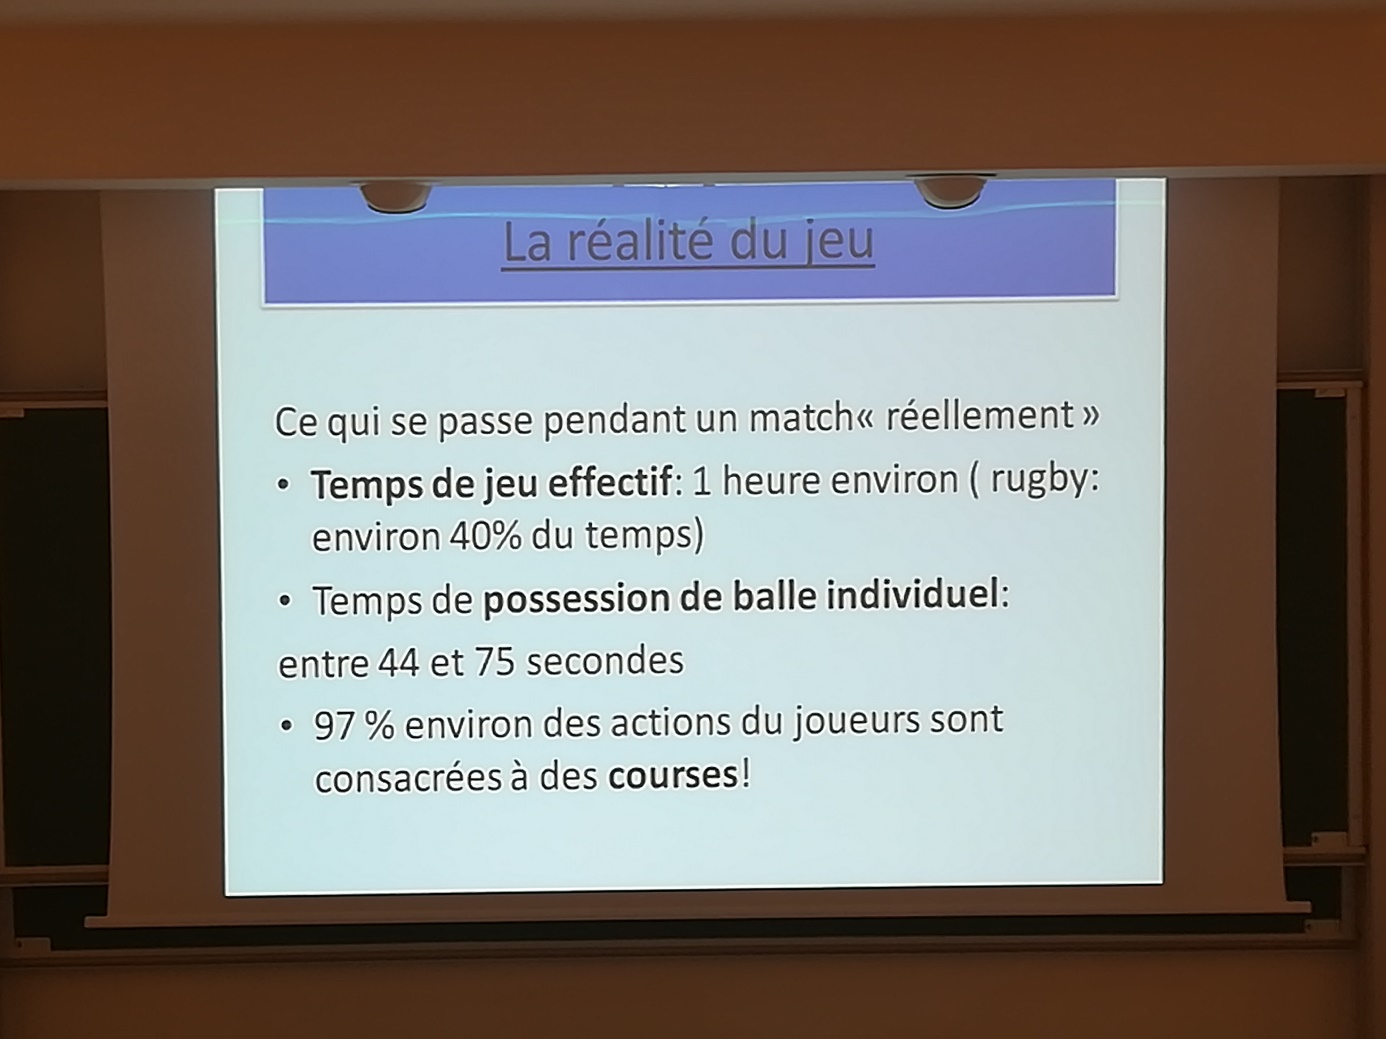 La réalité du jeu
Ce qui se passe pendant un match« réellement »
• Temps de jeu effectif: 1 heure environ ( rugby:
environ 40% du temps)
• Temps de possession de balle individuel:
entre 44 et 75 secondes
• 97 % environ des actions du joueurs sont
consacrées à des courses!